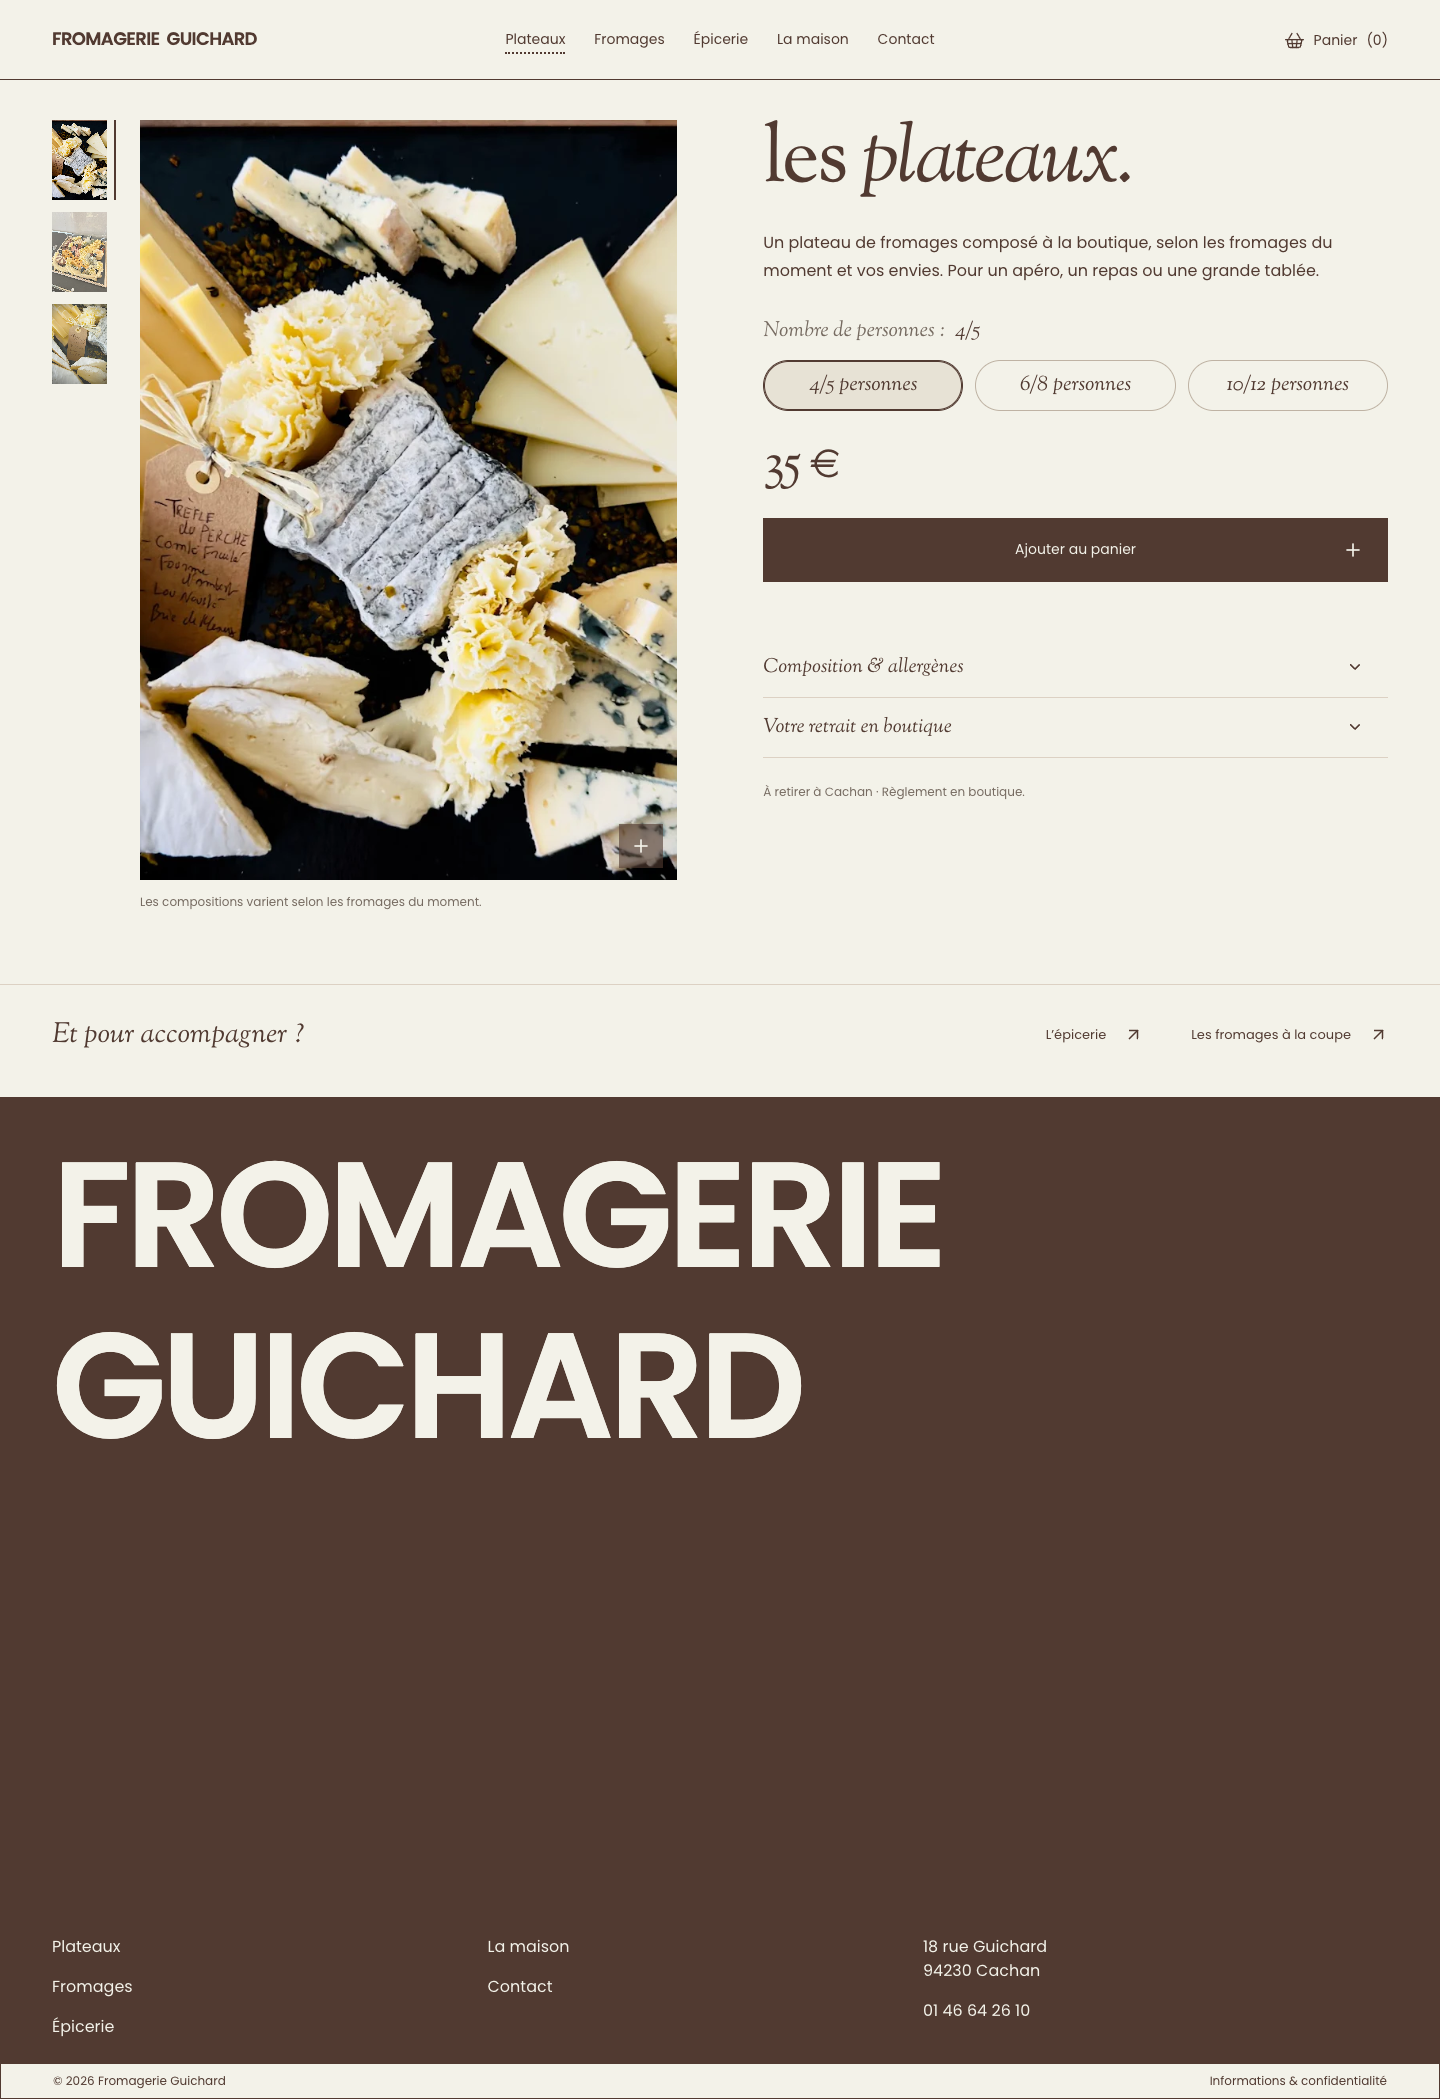 FROMAGERIE GUICHARD
Plateaux Fromages Épicerie La maison Contact
Panier (0)
les plateaux.
Un plateau de fromages composé à la boutique, selon les fromages du
moment et vos envies. Pour un apéro, un repas ou une grande tablée.
Nombre de personnes : 4/5
4/5 personnes 6/8 personnes 10/12 personnes
35 €
Ajouter au panier
Composition & allergènes
Votre retrait en boutique
À retirer à Cachan · Règlement en boutique.
- TRÈFLE
du PERCHE
- Comté Fruité
- Fourme
d'ambert
Brie de Meaux
Les compositions varient selon les fromages du moment.
Et pour accompagner ?
L’épicerie
Les fromages à la coupe
FROMAGERIE
GUICHARD
Plateaux
Fromages
Épicerie
La maison
Contact
18 rue Guichard
94230 Cachan
01 46 64 26 10
© 2026 Fromagerie Guichard
Informations & confidentialité